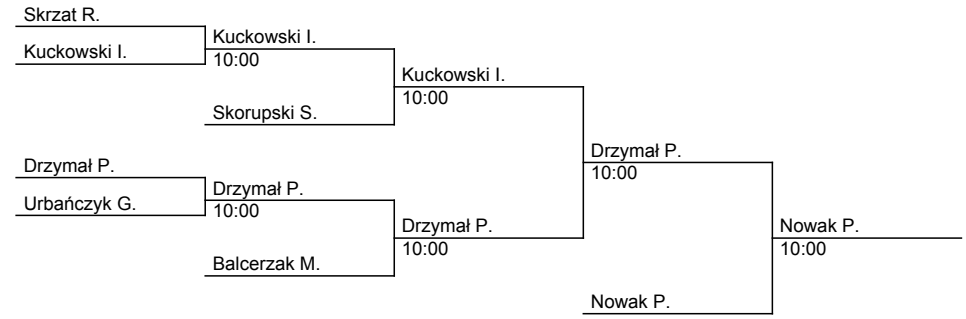 Skrzat R.
Kuckowski I.
Kuckowski I.
10:00
Skorupski S.
Kuckowski I.
10:00
Drzymał P.
Urbańczyk G.
Drzymał P.
10:00
Balcerzak M.
Drzymał P.
10:00
Drzymał P.
10:00
Nowak P.
Nowak P.
10:00